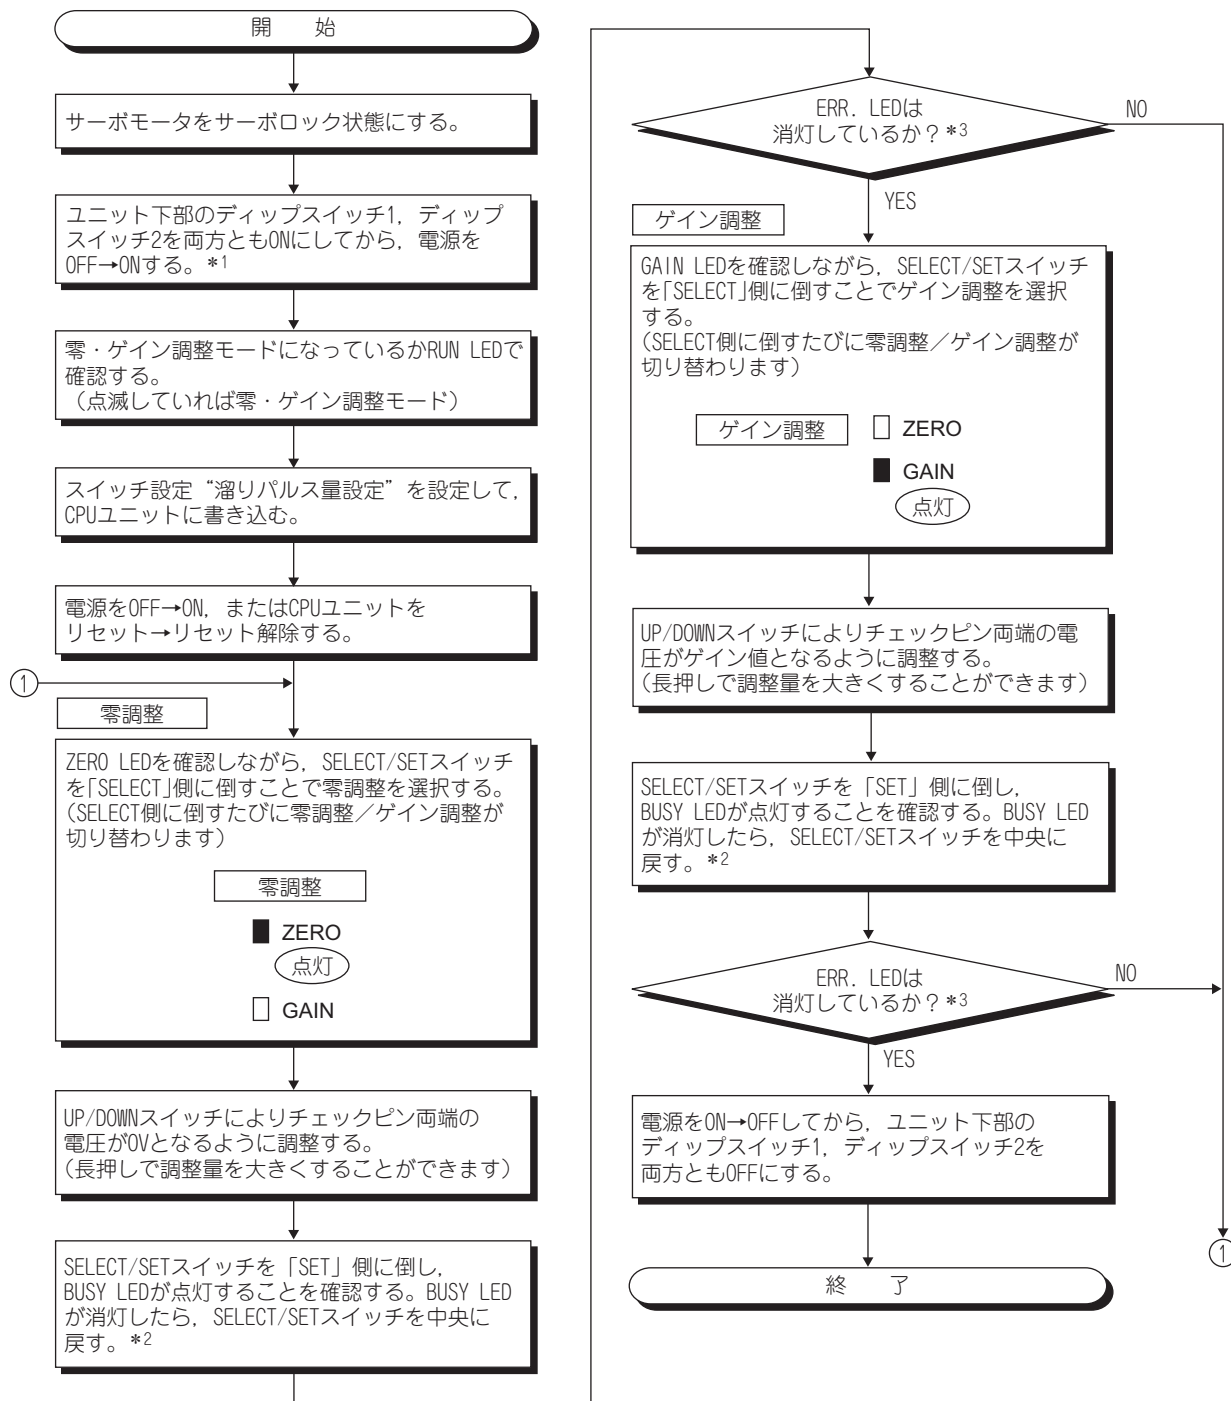 開 始
サーボモータをサーボロック状態にする。
ユニット下部のディップスイッチ1, ディップ
スイッチ2を両方ともONにしてから, 電源を
OFF→ONする。*1
零・ゲイン調整モードになっているかRUN LEDで
確認する。
(点滅していれば零・ゲイン調整モード)
スイッチ設定“溜りパルス量設定”を設定して,
CPUユニットに書き込む。
電源をOFF→ON, またはCPUユニットを
リセット→リセット解除する。
①
零調整
ZERO LEDを確認しながら, SELECT/SETスイッチ
を「SELECT」側に倒すことで零調整を選択する。
(SELECT側に倒すたびに零調整／ゲイン調整が
切り替わります)
零調整
ZERO
点灯
GAIN
UP/DOWNスイッチによりチェックピン両端の
電圧が0Vとなるように調整する。
(長押しで調整量を大きくすることができます)
SELECT/SETスイッチを「SET」側に倒し,
BUSY LEDが点灯することを確認する。BUSY LED
が消灯したら, SELECT/SETスイッチを中央に
戻す。*2
ERR. LEDは
消灯しているか？*3
NO
YES
ゲイン調整
GAIN LEDを確認しながら, SELECT/SETスイッチ
を「SELECT」側に倒すことでゲイン調整を選択
する。
(SELECT側に倒すたびに零調整／ゲイン調整が
切り替わります)
ゲイン調整
ZERO
GAIN
点灯
UP/DOWNスイッチによりチェックピン両端の電
圧がゲイン値となるように調整する。
(長押しで調整量を大きくすることができます)
SELECT/SETスイッチを「SET」側に倒し,
BUSY LEDが点灯することを確認する。BUSY LED
が消灯したら, SELECT/SETスイッチを中央に
戻す。*2
ERR. LEDは
消灯しているか？*3
NO
YES
電源をON→OFFしてから, ユニット下部の
ディップスイッチ1, ディップスイッチ2を
両方ともOFFにする。
①
終 了